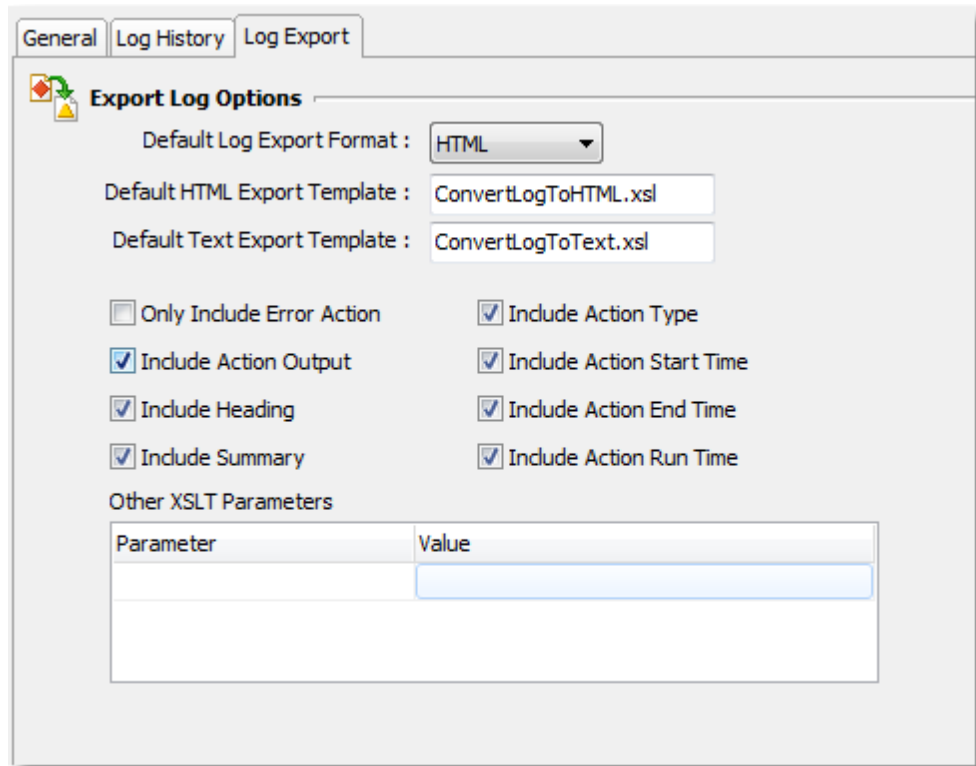 General Log History Log Export
Export Log Options
Default Log Export Format : HTML
Default HTML Export Template : ConvertLogToHTML.xsl
Default Text Export Template : ConvertLogToText.xsl
Only Include Error Action Include Action Type
Include Action Output Include Action Start Time
Include Heading Include Action End Time
Include Summary Include Action Run Time
Other XSLT Parameters
Parameter Value